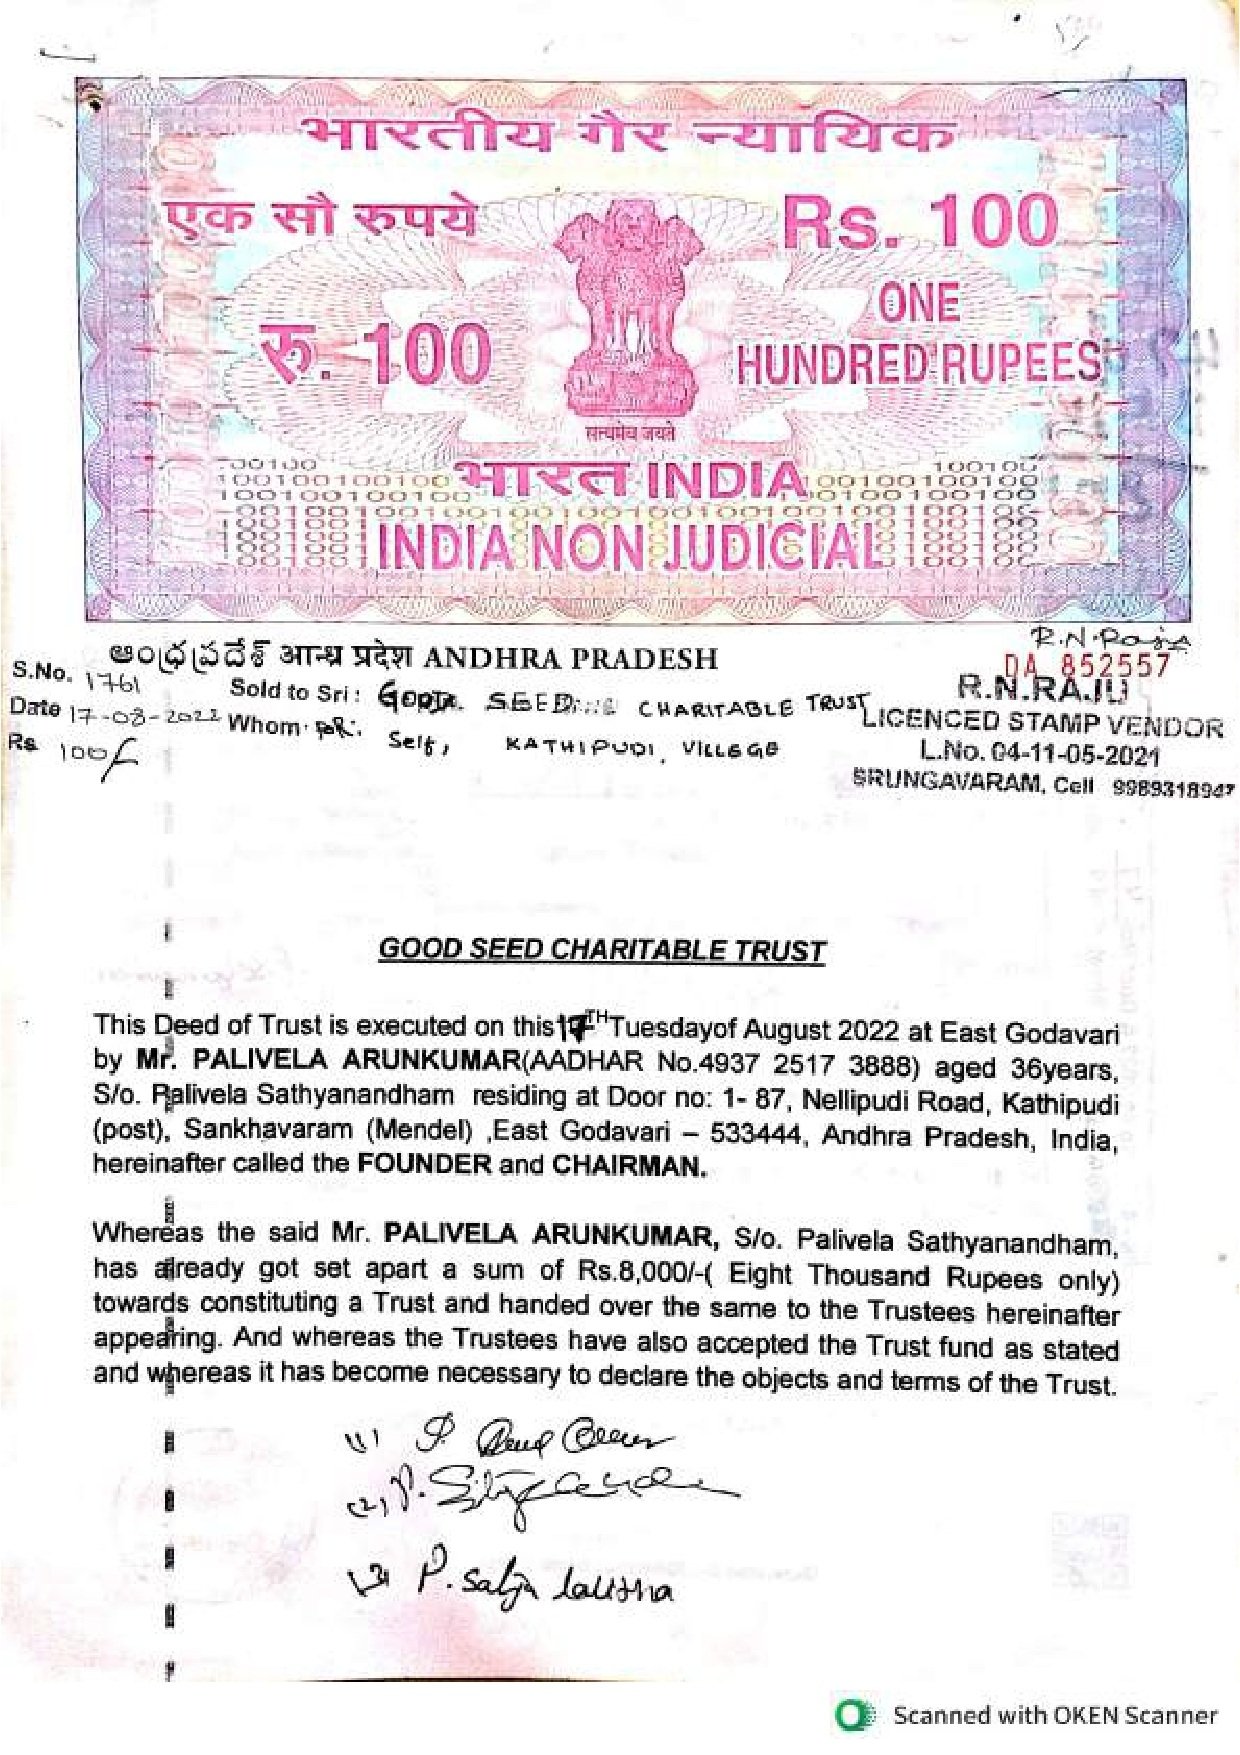 भारतीय गैर न्यायिक
एक सौ रुपये
Rs. 100
रु. 100
ONE
HUNDRED RUPEES
सत्यमेव जयते
भारत INDIA
INDIA NON JUDICIAL
ఆంధ్రప్రదేశ్ आन्ध्र प्रदेश ANDHRA PRADESH
R.N.Raju
DA 852557
S.No. 1761
Date 17-08-2022
Rs 100/-
Sold to Sri: GOOD SEED CHARITABLE TRUST
Whom
Self, KATHIPUDI, VILLEGE
R.N.RAJU
LICENCED STAMP VENDOR
L.No. 04-11-05-2021
SRUNGAVARAM, Cell 9989318947
GOOD SEED CHARITABLE TRUST
This Deed of Trust is executed on this 17TH Tuesdayof August 2022 at East Godavari
by Mr. PALIVELA ARUNKUMAR(AADHAR No.4937 2517 3888) aged 36years,
S/o. Palivela Sathyanandham residing at Door no: 1- 87, Nellipudi Road, Kathipudi
(post), Sankhavaram (Mendel) ,East Godavari – 533444, Andhra Pradesh, India,
hereinafter called the FOUNDER and CHAIRMAN.
Whereas the said Mr. PALIVELA ARUNKUMAR, S/o. Palivela Sathyanandham,
has already got set apart a sum of Rs.8,000/-( Eight Thousand Rupees only)
towards constituting a Trust and handed over the same to the Trustees hereinafter
appearing. And whereas the Trustees have also accepted the Trust fund as stated
and whereas it has become necessary to declare the objects and terms of the Trust.
(1) P.
(2) P.
(3) P.
Scanned with OKEN Scanner